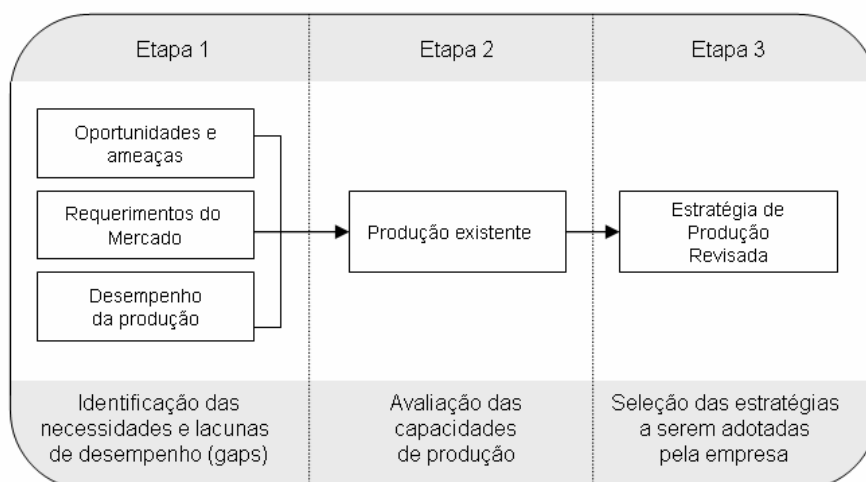 Etapa 1
Etapa 2
Etapa 3
Oportunidades e
ameaças
Requerimentos do
Mercado
Desempenho
da produção
Produção existente
Estratégia de
Produção
Revisada
Identificação das
necessidades e lacunas
de desempenho (gaps)
Avaliação das
capacidades
de produção
Seleção das estratégias
a serem adotadas
pela empresa